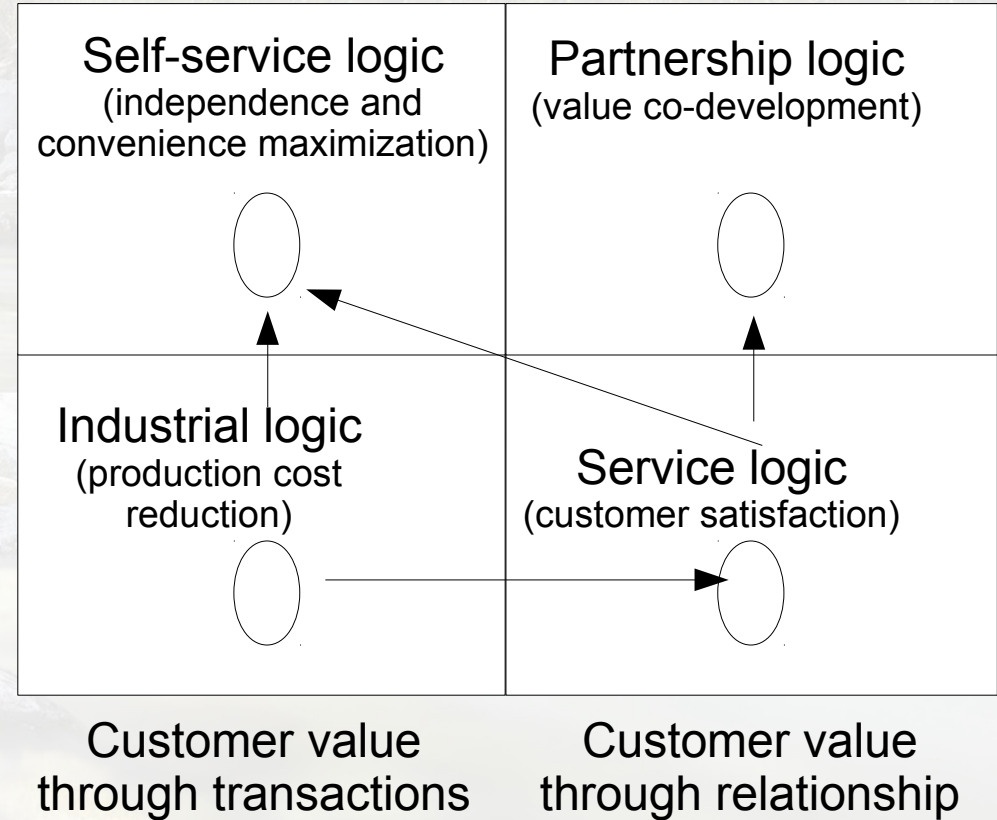 Self-service logic
(independence and
convenience maximization)
Partnership logic
(value co-development)
Industrial logic
(production cost
reduction)
Service logic
(customer satisfaction)
Customer value
through transactions
Customer value
through relationship